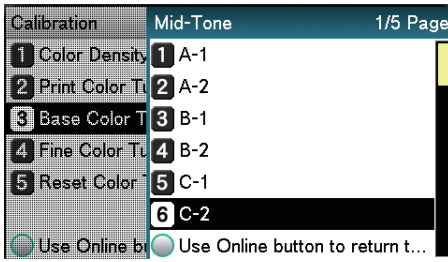 Calibration
1 Color Density
2 Print Color Tu
3 Base Color T
4 Fine Color Tu
5 Reset Color
Use Online bu
Mid-Tone 1/5 Page
1 A-1
2 A-2
3 B-1
4 B-2
5 C-1
6 C-2
Use Online button to return t...